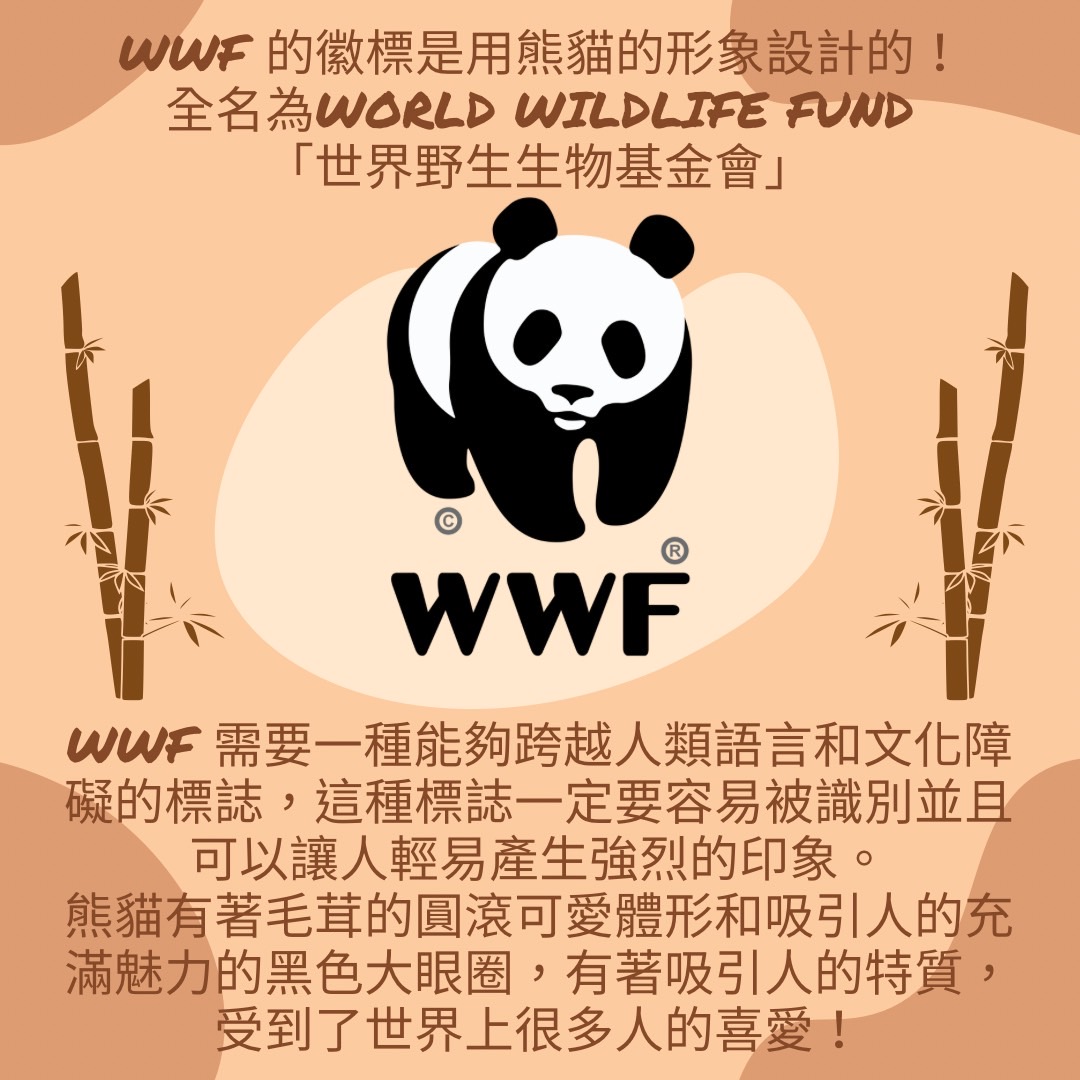 WWF 的徽標是用熊貓的形象設計的！
全名為WORLD WILDLIFE FUND
「世界野生生物基金會」
©
®
WWF
WWF 需要一種能夠跨越人類語言和文化障
礙的標誌，這種標誌一定要容易被識別並且
可以讓人輕易產生強烈的印象。
熊貓有著毛茸的圓滾可愛體形和吸引人的充
滿魅力的黑色大眼圈，有著吸引人的特質，
受到了世界上很多人的喜愛！